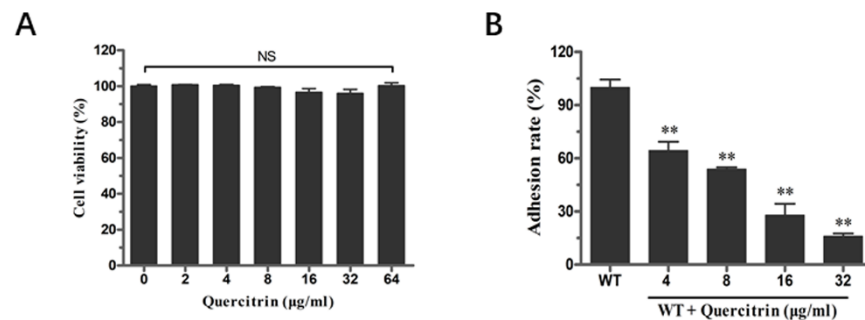 A
NS
120
100
80
60
40
20
0
Cell viability (%)
0 2 4 8 16 32 64
Quercitrin (μg/ml)
B
120
90
60
30
0
Adhesion rate (%)
**
**
**
**
WT 4 8 16 32
WT + Quercitrin (μg/ml)